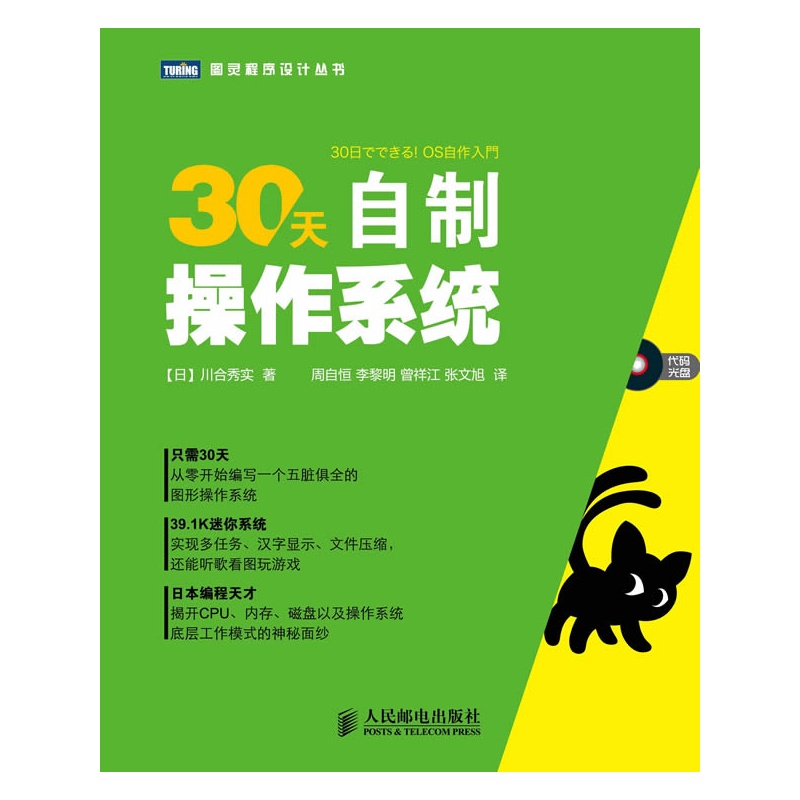 TURING 图灵程序设计丛书
30日でできる! OS自作入門
30天 自制
操作系统
【日】川合秀实 著 周自恒 李黎明 曾祥江 张文旭 译
代码
光盘
只需30天
从零开始编写一个五脏俱全的
图形操作系统
39.1K迷你系统
实现多任务、汉字显示、文件压缩，
还能听歌看图玩游戏
日本编程天才
揭开CPU、内存、磁盘以及操作系统
底层工作模式的神秘面纱
人民邮电出版社
POSTS & TELECOM PRESS